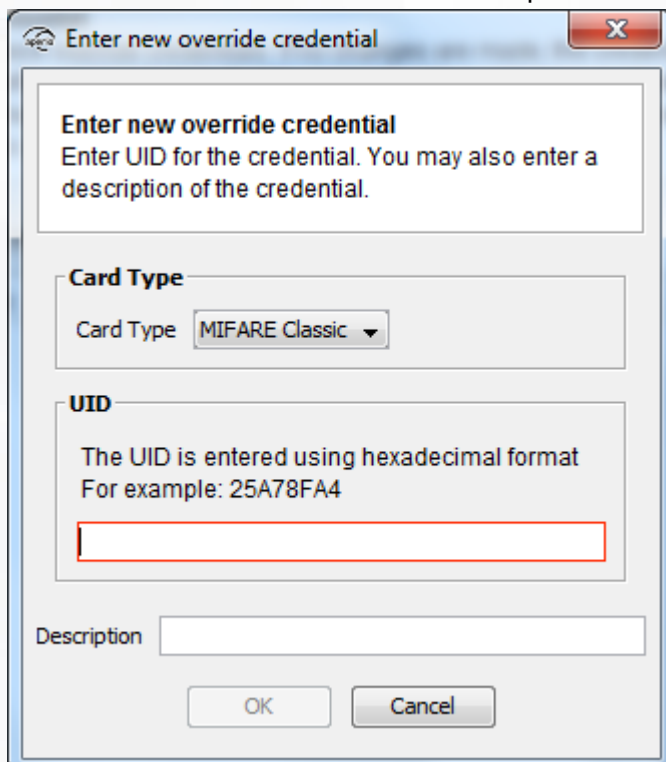 Enter new override credential
Enter new override credential
Enter UID for the credential. You may also enter a
description of the credential.
Card Type
Card Type MIFARE Classic
UID
The UID is entered using hexadecimal format
For example: 25A78FA4
Description
OK Cancel